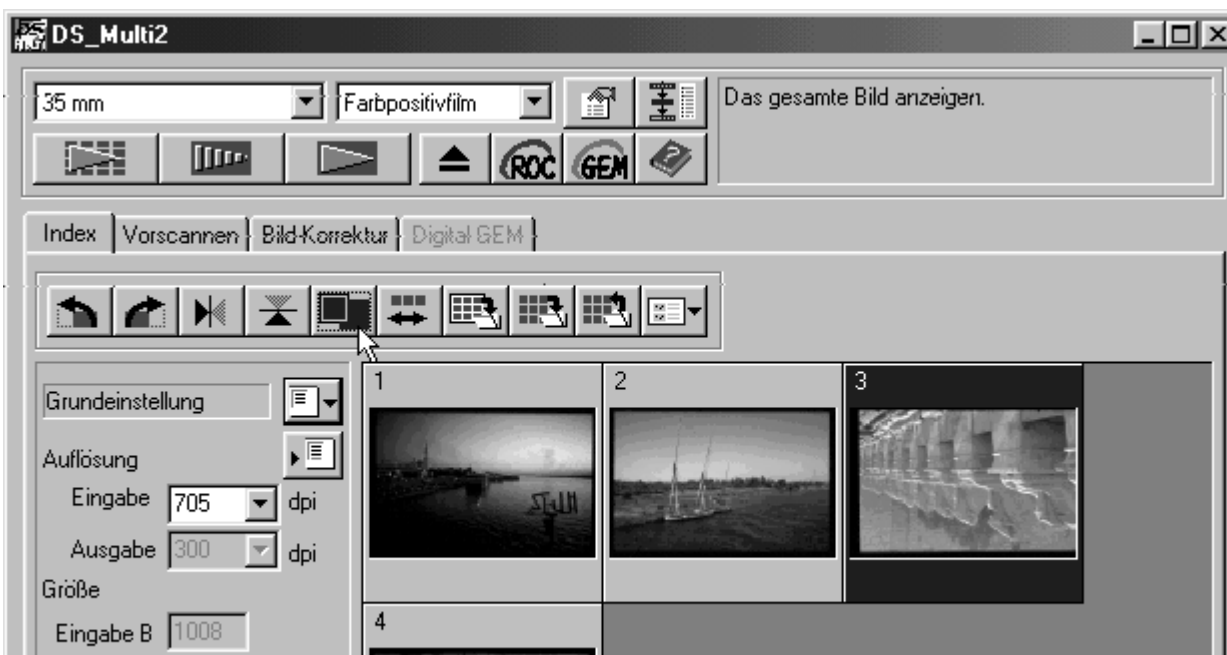 DS_Multi2
35 mm
Farbpositivfilm
Das gesamte Bild anzeigen.
ROC
GEM
Index
Vorscannen
Bild-Korrektur
Digital GEM
Grundeinstellung
1
2
3
Auflösung
Eingabe 705 dpi
Ausgabe 300 dpi
Größe
Eingabe B 1008
4